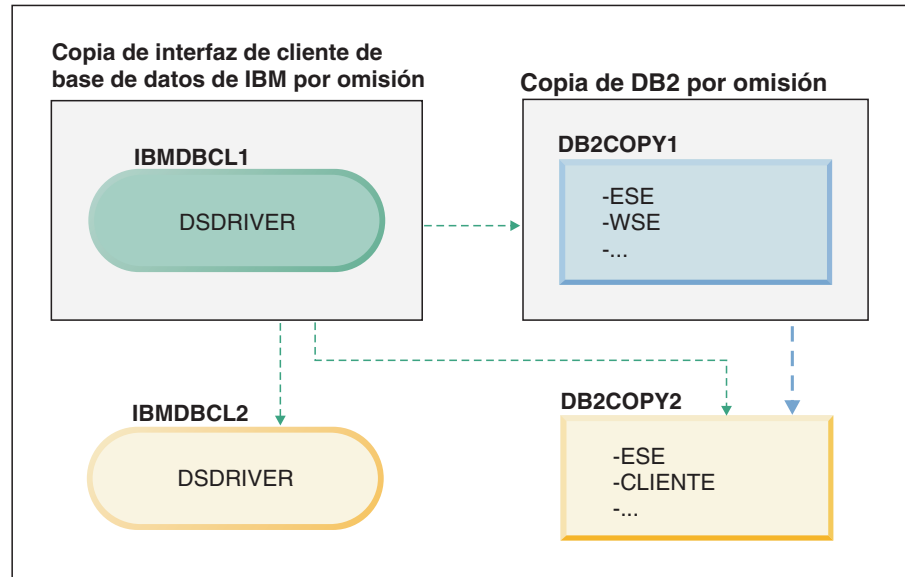 Copia de interfaz de cliente de
base de datos de IBM por omisión
IBMDBCL1
DSDRIVER
Copia de DB2 por omisión
DB2COPY1
-ESE
-WSE
-...
IBMDBCL2
DSDRIVER
DB2COPY2
-ESE
-CLIENTE
-...